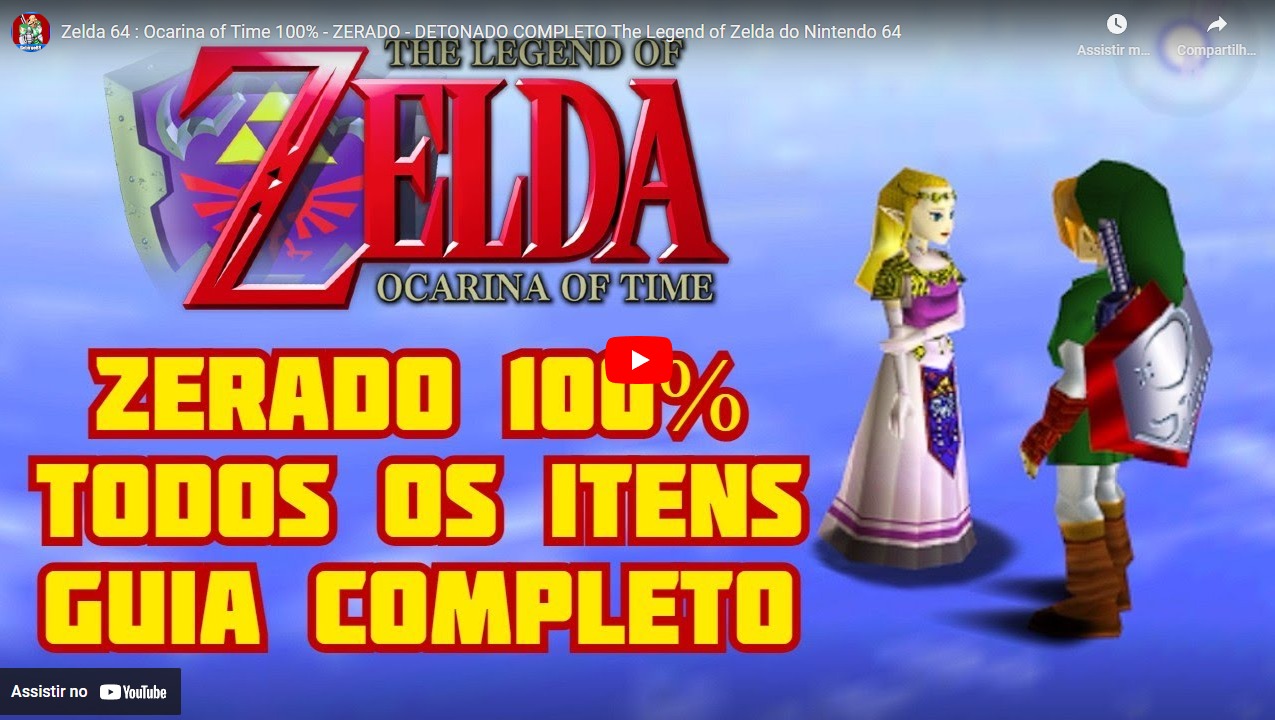 Zelda 64 : Ocarina of Time 100% - ZERADO - DETONADO COMPLETO The Legend of Zelda do Nintendo 64
Assistir m...
Compartilh...
THE LEGEND OF
ZELDA
OCARINA OF TIME
ZERADO 100%
TODOS OS ITENS
GUIA COMPLETO
Assistir no YouTube